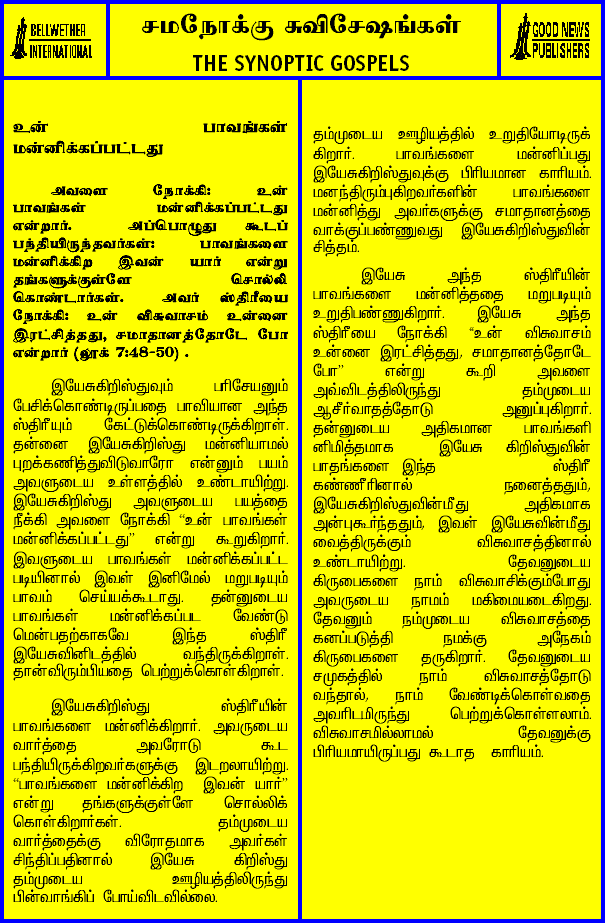 BELLWETHER
INTERNATIONAL
சமநோக்கு சுவிசேஷங்கள்
THE SYNOPTIC GOSPELS
GOOD NEWS
PUBLISHERS
உன் பாவங்கள்
மன்னிக்கப்பட்டது
அவளை நோக்கி: உன்
பாவங்கள் மன்னிக்கப்பட்டது
என்றார். அப்பொழுது கூடப்
பந்தியிருந்தவர்கள்: பாவங்களை
மன்னிக்கிற இவன் யார் என்று
தங்களுக்குள்ளே சொல்லி
கொண்டார்கள். அவர் ஸ்திரீயை
நோக்கி: உன் விசுவாசம் உன்னை
இரட்சித்தது, சமாதானத்தோடே போ
என்றார் (லூக் 7:48-50) .
இயேசுகிறிஸ்துவும் பரிசேயனும்
பேசிக்கொண்டிருப்பதை பாவியான அந்த
ஸ்திரீயும் கேட்டுக்கொண்டிருக்கிறாள்.
தன்னை இயேசுகிறிஸ்து மன்னியாமல்
புறக்கணித்துவிடுவாரோ என்னும் பயம்
அவளுடைய உள்ளத்தில் உண்டாயிற்று.
இயேசுகிறிஸ்து அவளுடைய பயத்தை
நீக்கி அவளை நோக்கி “உன் பாவங்கள்
மன்னிக்கப்பட்டது” என்று கூறுகிறார்.
இவளுடைய பாவங்கள் மன்னிக்கப்பட்ட
படியினால் இவள் இனிமேல் மறுபடியும்
பாவம் செய்யக்கூடாது. தன்னுடைய
பாவங்கள் மன்னிக்கப்பட வேண்டு
மென்பதற்காகவே இந்த ஸ்திரீ
இயேசுவினிடத்தில் வந்திருக்கிறாள்.
தான்விரும்பியதை பெற்றுக்கொள்கிறாள்.
இயேசுகிறிஸ்து ஸ்திரீயின்
பாவங்களை மன்னிக்கிறார். அவருடைய
வார்த்தை அவரோடு கூட
பந்தியிருக்கிறவர்களுக்கு இடறலாயிற்று.
“பாவங்களை மன்னிக்கிற இவன் யார்”
என்று தங்களுக்குள்ளே சொல்லிக்
கொள்கிறார்கள். தம்முடைய
வார்த்தைக்கு விரோதமாக அவர்கள்
சிந்திப்பதினால் இயேசு கிறிஸ்து
தம்முடைய ஊழியத்திலிருந்து
பின்வாங்கிப் போய்விடவில்லை.
தம்முடைய ஊழியத்தில் உறுதியோடிருக்
கிறார். பாவங்களை மன்னிப்பது
இயேசுகிறிஸ்துவுக்கு பிரியமான காரியம்.
மனந்திரும்புகிறவர்களின் பாவங்களை
மன்னித்து அவர்களுக்கு சமாதானத்தை
வாக்குப்பண்ணுவது இயேசுகிறிஸ்துவின்
சித்தம்.
இயேசு அந்த ஸ்திரீயின்
பாவங்களை மன்னித்ததை மறுபடியும்
உறுதிபண்ணுகிறார். இயேசு அந்த
ஸ்திரீயை நோக்கி “உன் விசுவாசம்
உன்னை இரட்சித்தது, சமாதானத்தோடே
போ” என்று கூறி அவளை
அவ்விடத்திலிருந்து தம்முடைய
ஆசீர்வாதத்தோடு அனுப்புகிறார்.
தன்னுடைய அதிகமான பாவங்களி
னிமித்தமாக இயேசு கிறிஸ்துவின்
பாதங்களை இந்த ஸ்திரீ
கண்ணீரினால் நனைத்ததும்,
இயேசுகிறிஸ்துவின்மீது அதிகமாக
அன்புகூர்ந்ததும், இவள் இயேசுவின்மீது
வைத்திருக்கும் விசுவாசத்தினால்
உண்டாயிற்று. தேவனுடைய
கிருபைகளை நாம் விசுவாசிக்கும்போது
அவருடைய நாமம் மகிமையடைகிறது.
தேவனும் நம்முடைய விசுவாசத்தை
கனப்படுத்தி நமக்கு அநேகம்
கிருபைகளை தருகிறார். தேவனுடைய
சமுகத்தில் நாம் விசுவாசத்தோடு
வந்தால், நாம் வேண்டிக்கொள்வதை
அவரிடமிருந்து பெற்றுக்கொள்ளலாம்.
விசுவாசமில்லாமல் தேவனுக்கு
பிரியமாயிருப்பது கூடாத காரியம்.